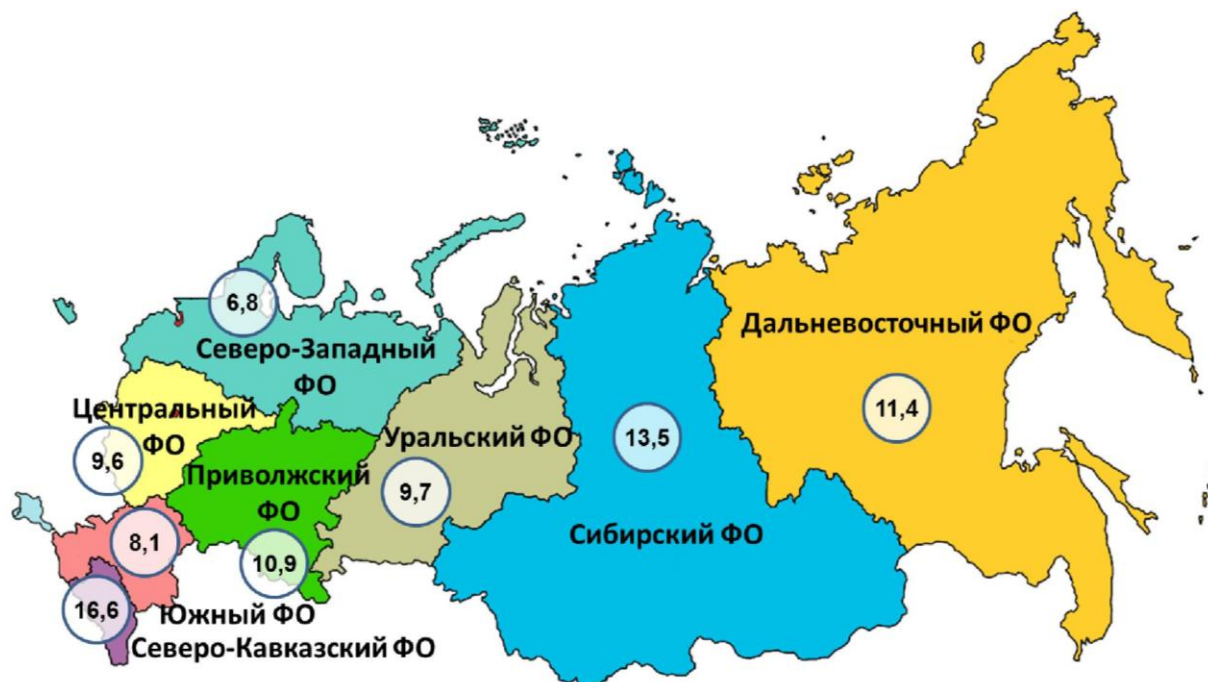 6,8
Северо-Западный
ФО
Дальневосточный ФО
11,4
Центральный
ФО
9,6
Уральский ФО
9,7
13,5
Приволжский
ФО
10,9
Сибирский ФО
8,1
16,6
Южный ФО
Северо-Кавказский ФО